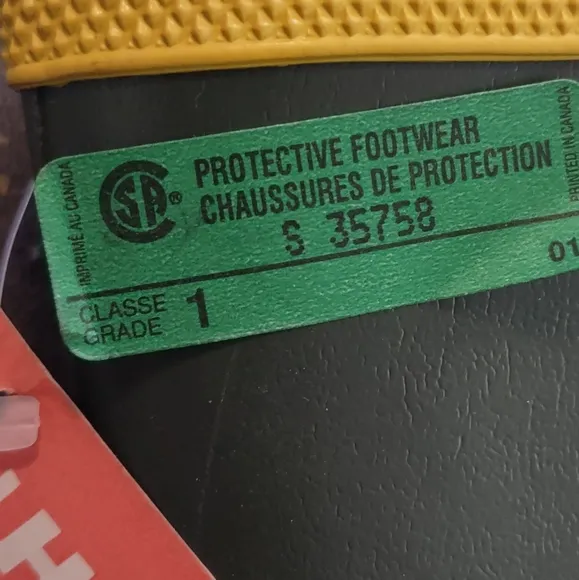 IMPRIMÉ AU CANADA
CSA®
PROTECTIVE FOOTWEAR
CHAUSSURES DE PROTECTION
S 35758
PRINTED IN CANADA
CLASSE
GRADE
1
01
H